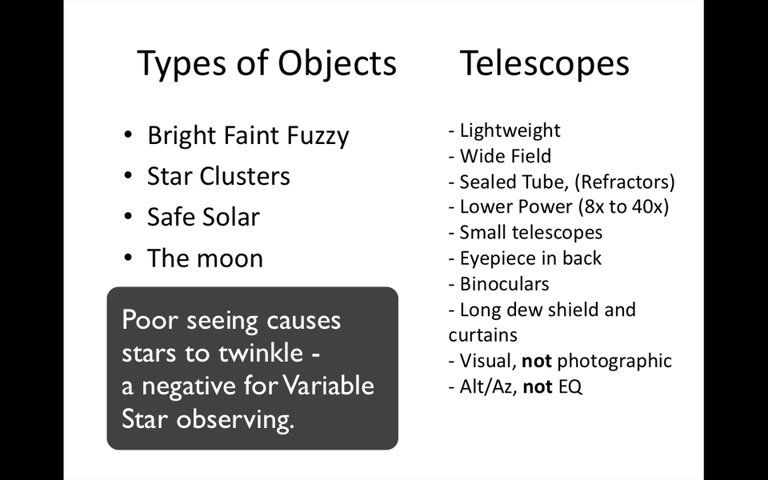 Types of Objects
• Bright Faint Fuzzy
• Star Clusters
• Safe Solar
• The moon
Poor seeing causes
stars to twinkle -
a negative for Variable
Star observing.
Telescopes
- Lightweight
- Wide Field
- Sealed Tube, (Refractors)
- Lower Power (8x to 40x)
- Small telescopes
- Eyepiece in back
- Binoculars
- Long dew shield and
curtains
- Visual, not photographic
- Alt/Az, not EQ